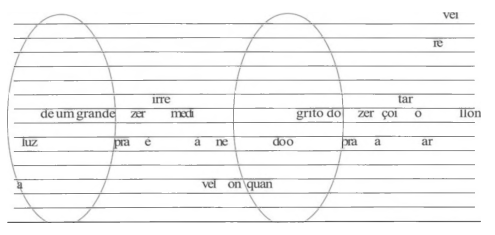 vei
re
irre tar
de um grande zer medi grito do zer çoi o llon
luz pra e a ne doo pra a ar
a vel on quan